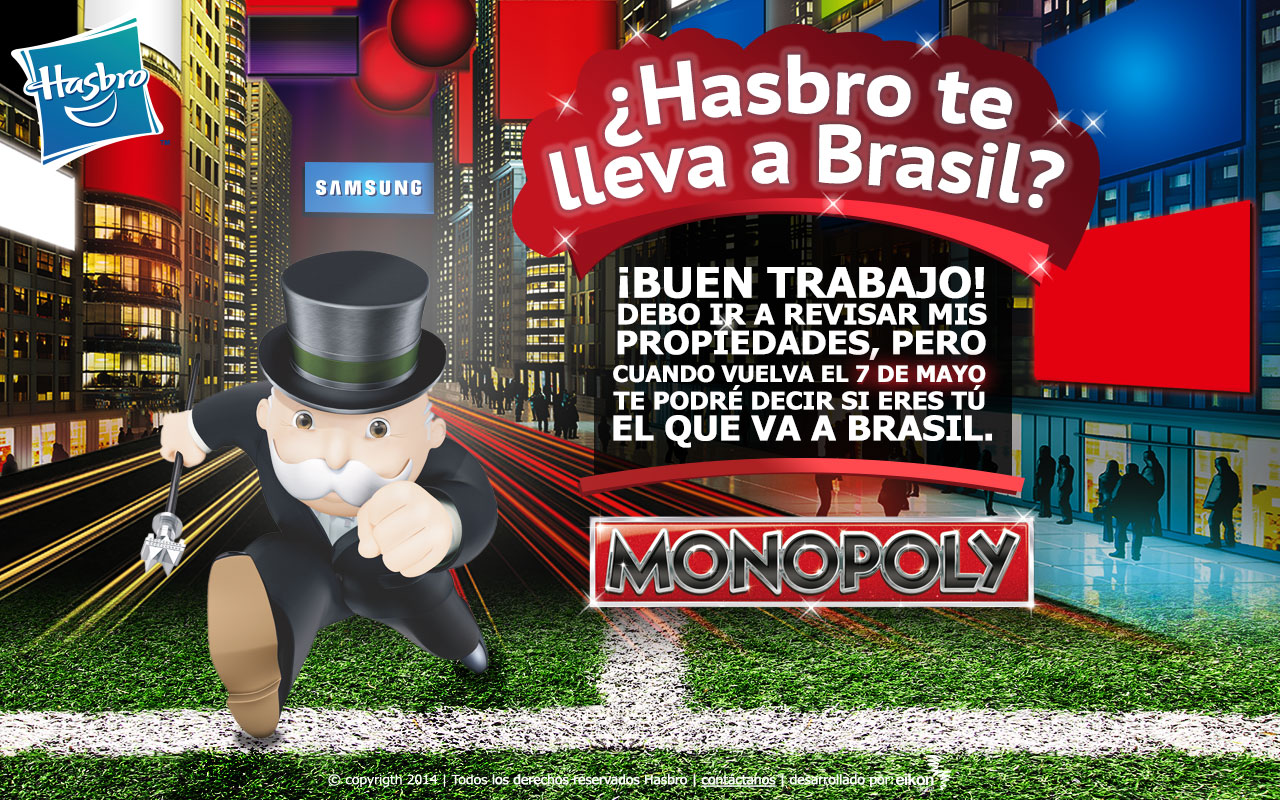 Hasbro
SAMSUNG
¿Hasbro te
lleva a Brasil?
¡BUEN TRABAJO!
DEBO IR A REVISAR MIS
PROPIEDADES, PERO
CUANDO VUELVA EL 7 DE MAYO
TE PODRÉ DECIR SI ERES TÚ
EL QUE VA A BRASIL.
MONOPOLY
© copyrigth 2014 | Todos los derechos reservados Hasbro | contáctanos | desarrollado por: eikon